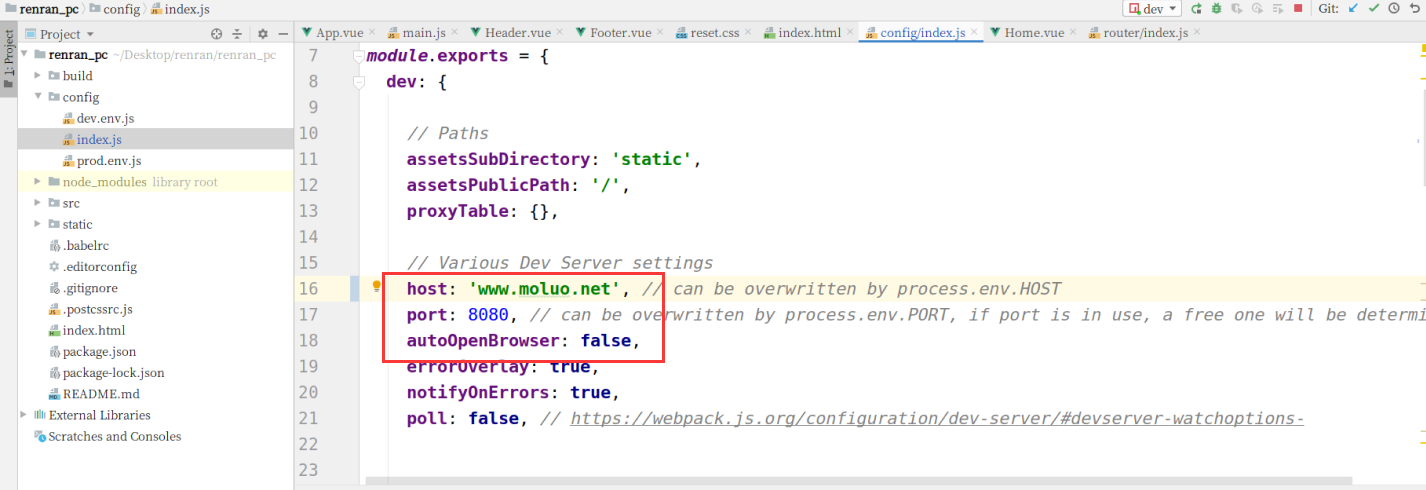 renran_pc config index.js
dev Git:
Project
App.vue main.js Header.vue Footer.vue reset.css index.html config/index.js Home.vue router/index.js
1: Project
renran_pc ~/Desktop/renran/renran_pc
build
config
dev.env.js
index.js
prod.env.js
node_modules library root
src
static
.babelrc
.editorconfig
.gitignore
.postcssrc.js
index.html
package.json
package-lock.json
README.md
External Libraries
Scratches and Consoles
7 module.exports = {
8 dev: {
9
10 // Paths
11 assetsSubDirectory: 'static',
12 assetsPublicPath: '/',
13 proxyTable: {},
14
15 // Various Dev Server settings
16 host: 'www.moluo.net', // can be overwritten by process.env.HOST
17 port: 8080, // can be overwritten by process.env.PORT, if port is in use, a free one will be determi
18 autoOpenBrowser: false,
19 errorOverlay: true,
20 notifyOnErrors: true,
21 poll: false, // https://webpack.js.org/configuration/dev-server/#devserver-watchoptions-
22
23